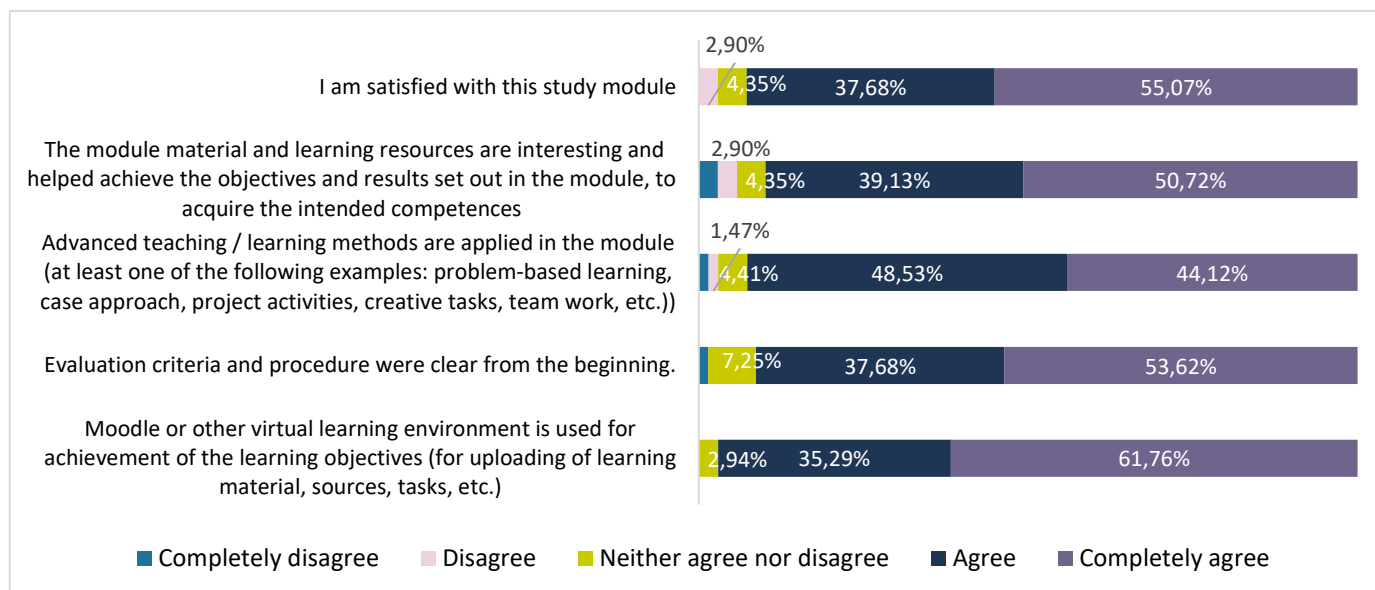 2,90%
I am satisfied with this study module
4,35% 37,68% 55,07%
The module material and learning resources are interesting and
helped achieve the objectives and results set out in the module, to
acquire the intended competences
2,90%
4,35% 39,13% 50,72%
Advanced teaching / learning methods are applied in the module
(at least one of the following examples: problem-based learning,
case approach, project activities, creative tasks, team work, etc.))
1,47%
4,41% 48,53% 44,12%
Evaluation criteria and procedure were clear from the beginning.
7,25% 37,68% 53,62%
Moodle or other virtual learning environment is used for
achievement of the learning objectives (for uploading of learning
material, sources, tasks, etc.)
2,94% 35,29% 61,76%
Completely disagree Disagree Neither agree nor disagree Agree Completely agree